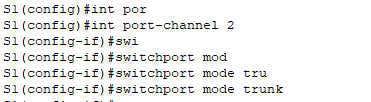 S1(config)#int por
S1(config)#int port-channel 2
S1(config-if)#swi
S1(config-if)#switchport mod
S1(config-if)#switchport mode tru
S1(config-if)#switchport mode trunk